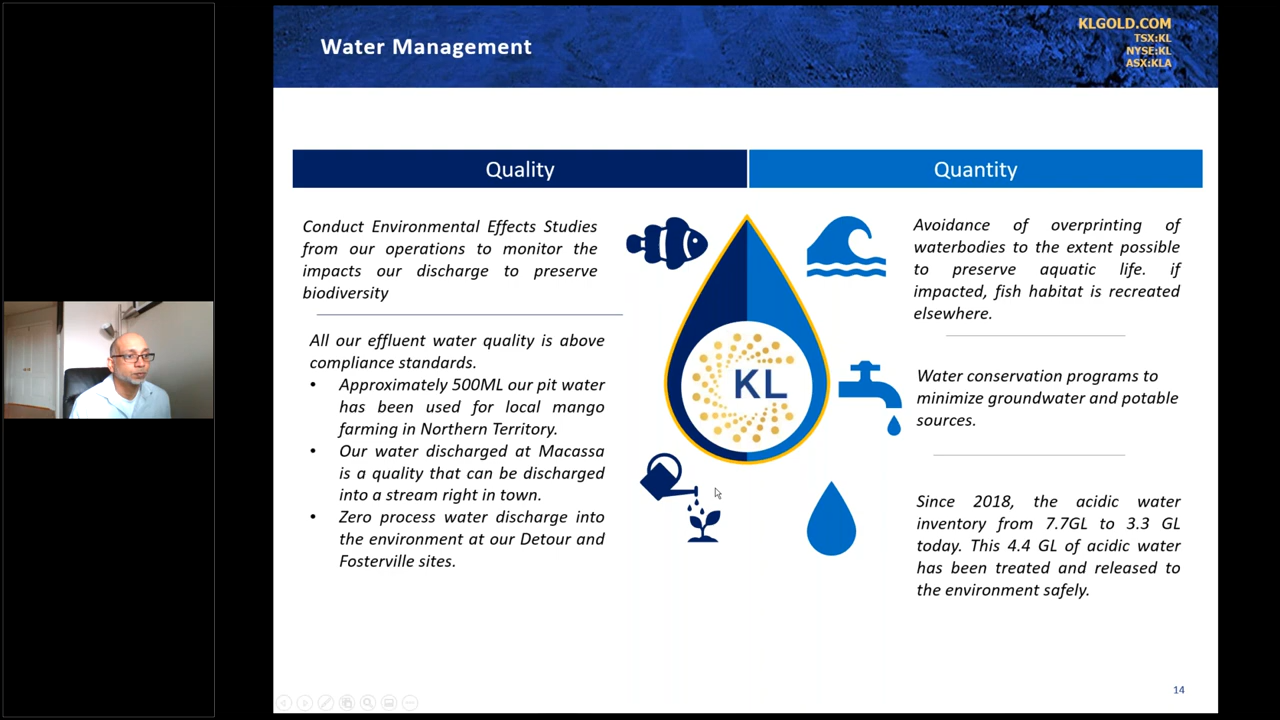 Water Management
KLGOLD.COM
TSX:KL
NYSE:KL
ASX:KLA
Quality
Quantity
Conduct Environmental Effects Studies
from our operations to monitor the
impacts our discharge to preserve
biodiversity
All our effluent water quality is above
compliance standards.
• Approximately 500ML our pit water
has been used for local mango
farming in Northern Territory.
• Our water discharged at Macassa
is a quality that can be discharged
into a stream right in town.
• Zero process water discharge into
the environment at our Detour and
Fosterville sites.
KL
Avoidance of overprinting of
waterbodies to the extent possible
to preserve aquatic life. if
impacted, fish habitat is recreated
elsewhere.
Water conservation programs to
minimize groundwater and potable
sources.
Since 2018, the acidic water
inventory from 7.7GL to 3.3 GL
today. This 4.4 GL of acidic water
has been treated and released to
the environment safely.
14